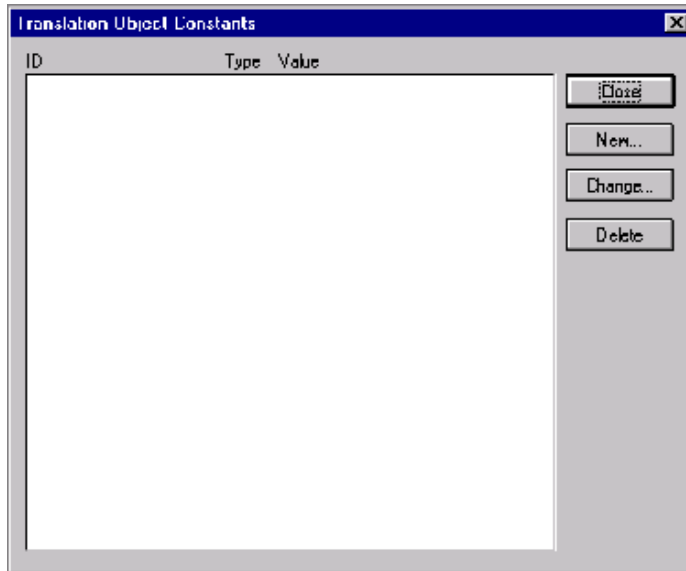 Translation Object Constants
ID Type Value
Close
New...
Change...
Delete